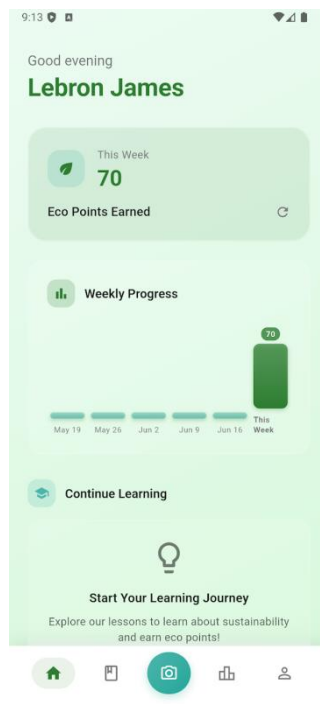 9:13
Good evening
Lebron James
This Week
70
Eco Points Earned
Weekly Progress
70
May 19 May 26 Jun 2 Jun 9 Jun 16 This Week
Continue Learning
Start Your Learning Journey
Explore our lessons to learn about sustainability
and earn eco points!